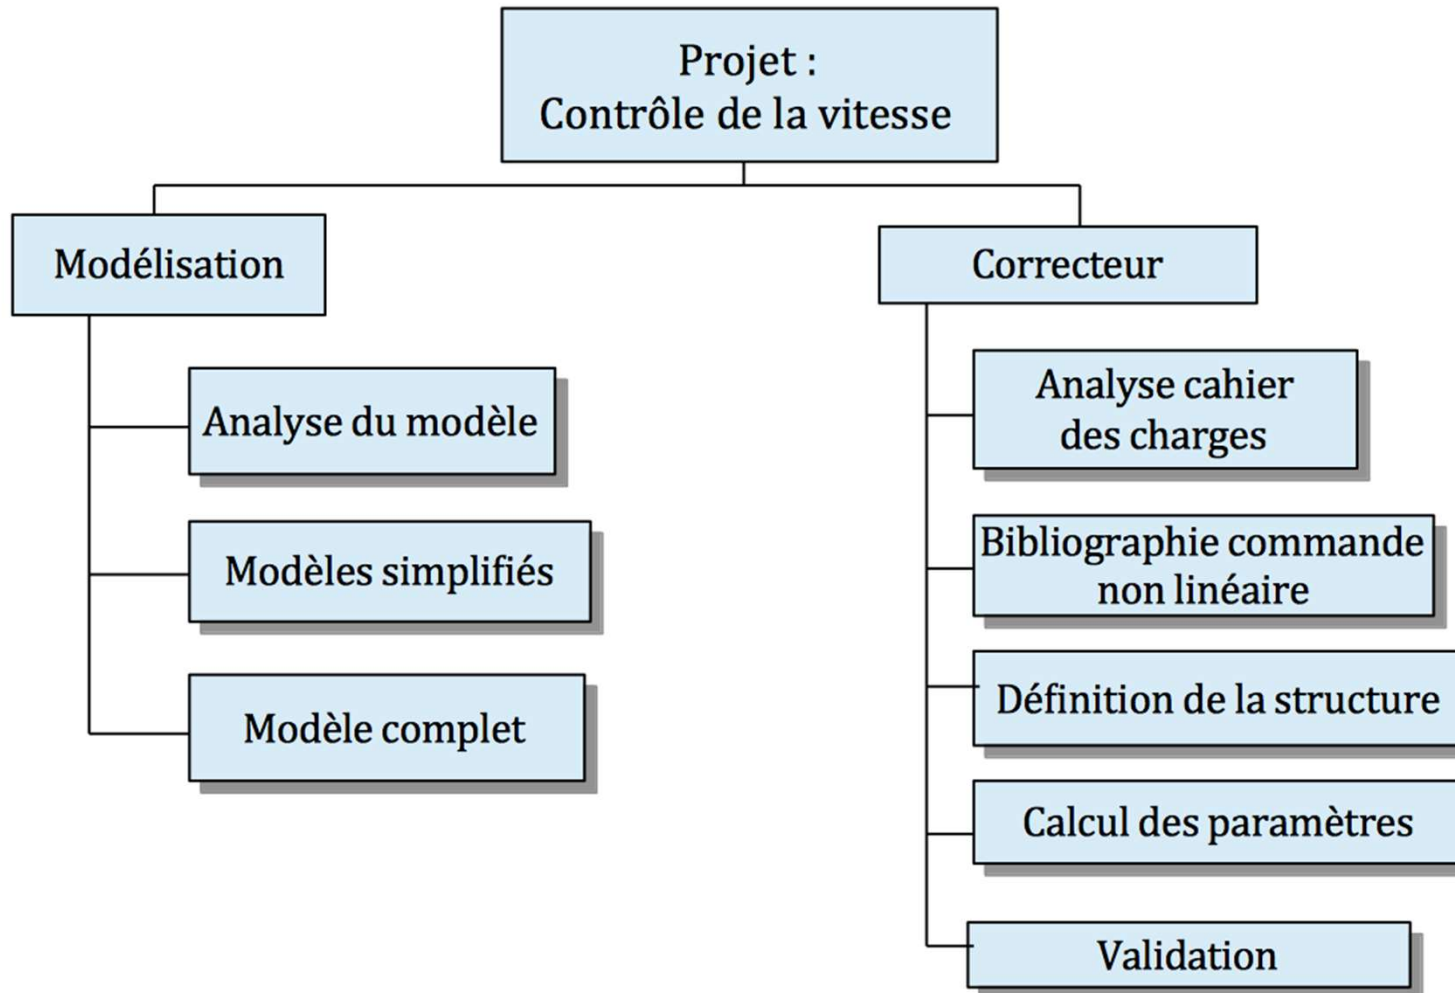 Projet :
Contrôle de la vitesse
Modélisation
Analyse du modèle
Modèles simplifiés
Modèle complet
Correcteur
Analyse cahier
des charges
Bibliographie commande
non linéaire
Définition de la structure
Calcul des paramètres
Validation